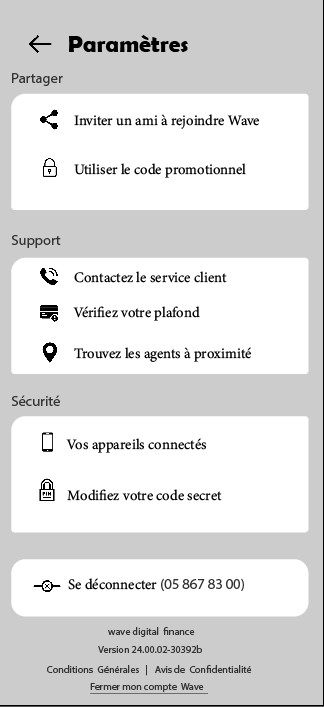 Paramètres
Partager
Inviter un ami à rejoindre Wave
Utiliser le code promotionnel
Support
Contactez le service client
Vérifiez votre plafond
Trouvez les agents à proximité
Sécurité
Vos appareils connectés
PIN
Modifiez votre code secret
Se déconnecter (05 867 83 00)
wave digital finance
Version 24.00.02-30392b
Conditions Générales | Avis de Confidentialité
Fermer mon compte Wave